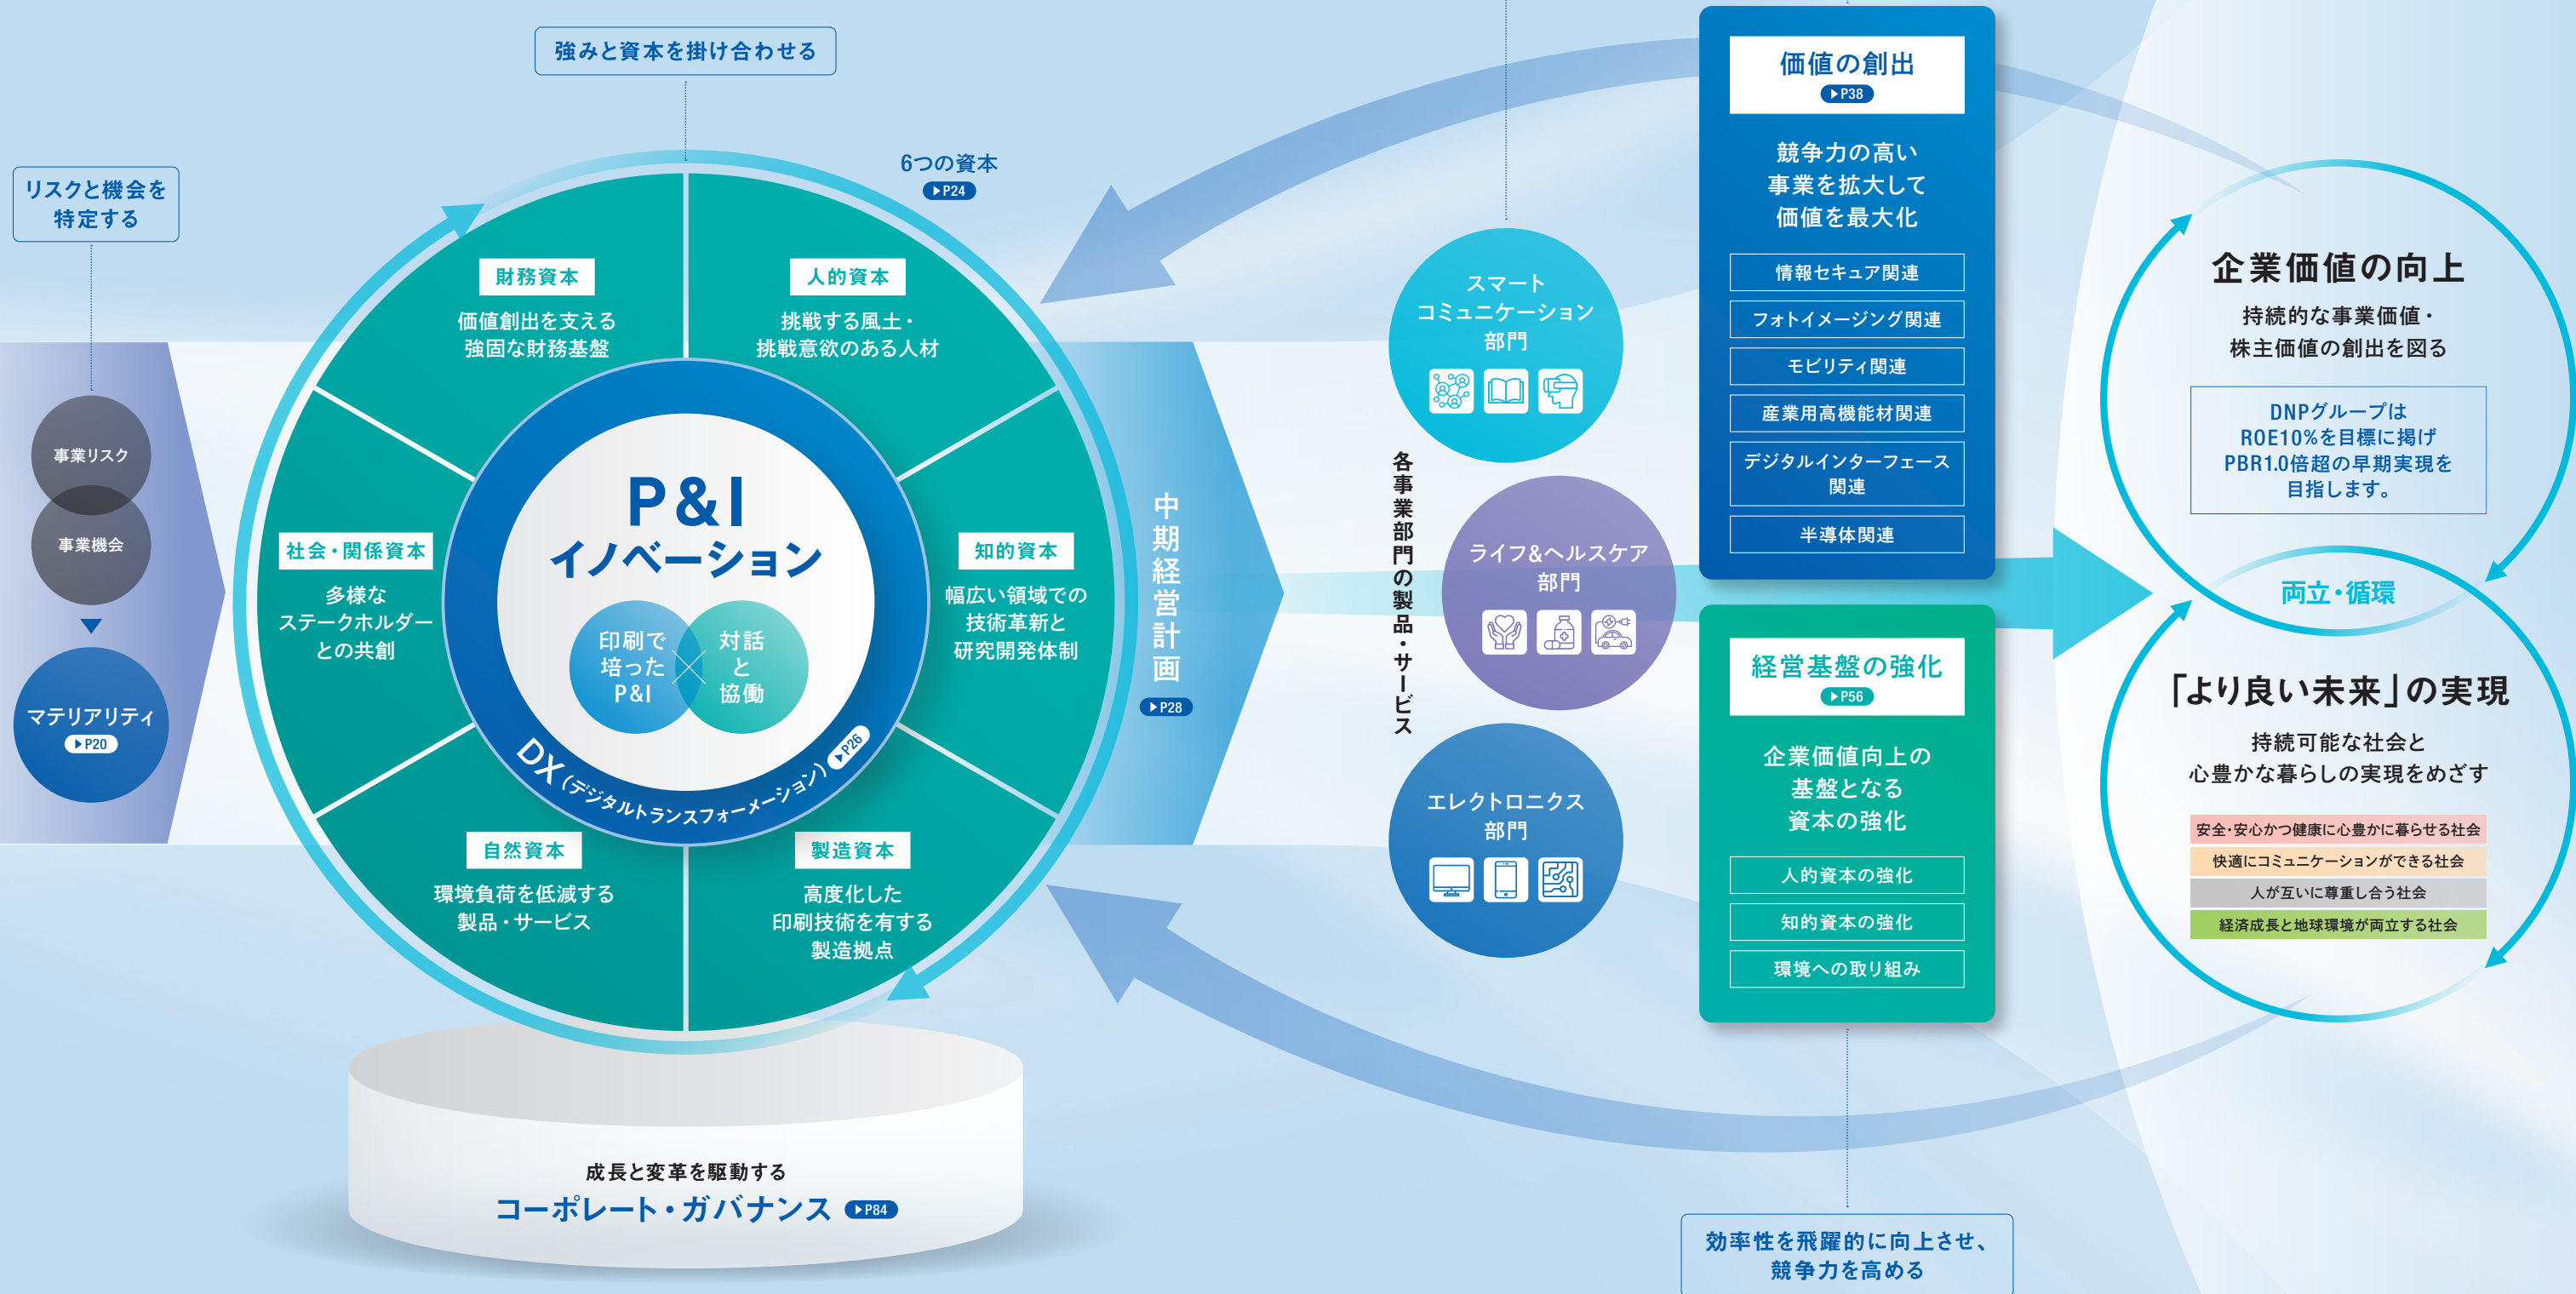 リスクと機会を
特定する
事業リスク
事業機会
マテリアリティ
▶P20
強みと資本を掛け合わせる
6つの資本
▶P24
財務資本
価値創出を支える
強固な財務基盤
人的資本
挑戦する風土・
挑戦意欲のある人材
社会・関係資本
多様な
ステークホルダー
との共創
知的資本
幅広い領域での
技術革新と
研究開発体制
自然資本
環境負荷を低減する
製品・サービス
製造資本
高度化した
印刷技術を有する
製造拠点
P&I
イノベーション
印刷で
培った
P&I
対話
と
協働
DX（デジタルトランスフォーメーション）▶P26
成長と変革を駆動する
コーポレート・ガバナンス ▶P84
中期経営計画
▶P28
各事業部門の製品・サービス
スマート
コミュニケーション
部門
ライフ&ヘルスケア
部門
エレクトロニクス
部門
価値の創出
▶P38
競争力の高い
事業を拡大して
価値を最大化
情報セキュア関連
フォトイメージング関連
モビリティ関連
産業用高機能材関連
デジタルインターフェース
関連
半導体関連
経営基盤の強化
▶P56
企業価値向上の
基盤となる
資本の強化
人的資本の強化
知的資本の強化
環境への取り組み
効率性を飛躍的に向上させ、
競争力を高める
企業価値の向上
持続的な事業価値・
株主価値の創出を図る
DNPグループは
ROE10%を目標に掲げ
PBR1.0倍超の早期実現を
目指します。
両立・循環
「より良い未来」の実現
持続可能な社会と
心豊かな暮らしの実現をめざす
安全・安心かつ健康に心豊かに暮らせる社会
快適にコミュニケーションができる社会
人が互いに尊重し合う社会
経済成長と地球環境が両立する社会